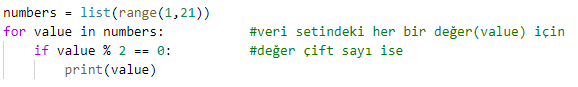 numbers = list(range(1,21))
for value in numbers:            #veri setindeki her bir değer(value) için
    if value % 2 == 0:           #değer çift sayı ise
        print(value)